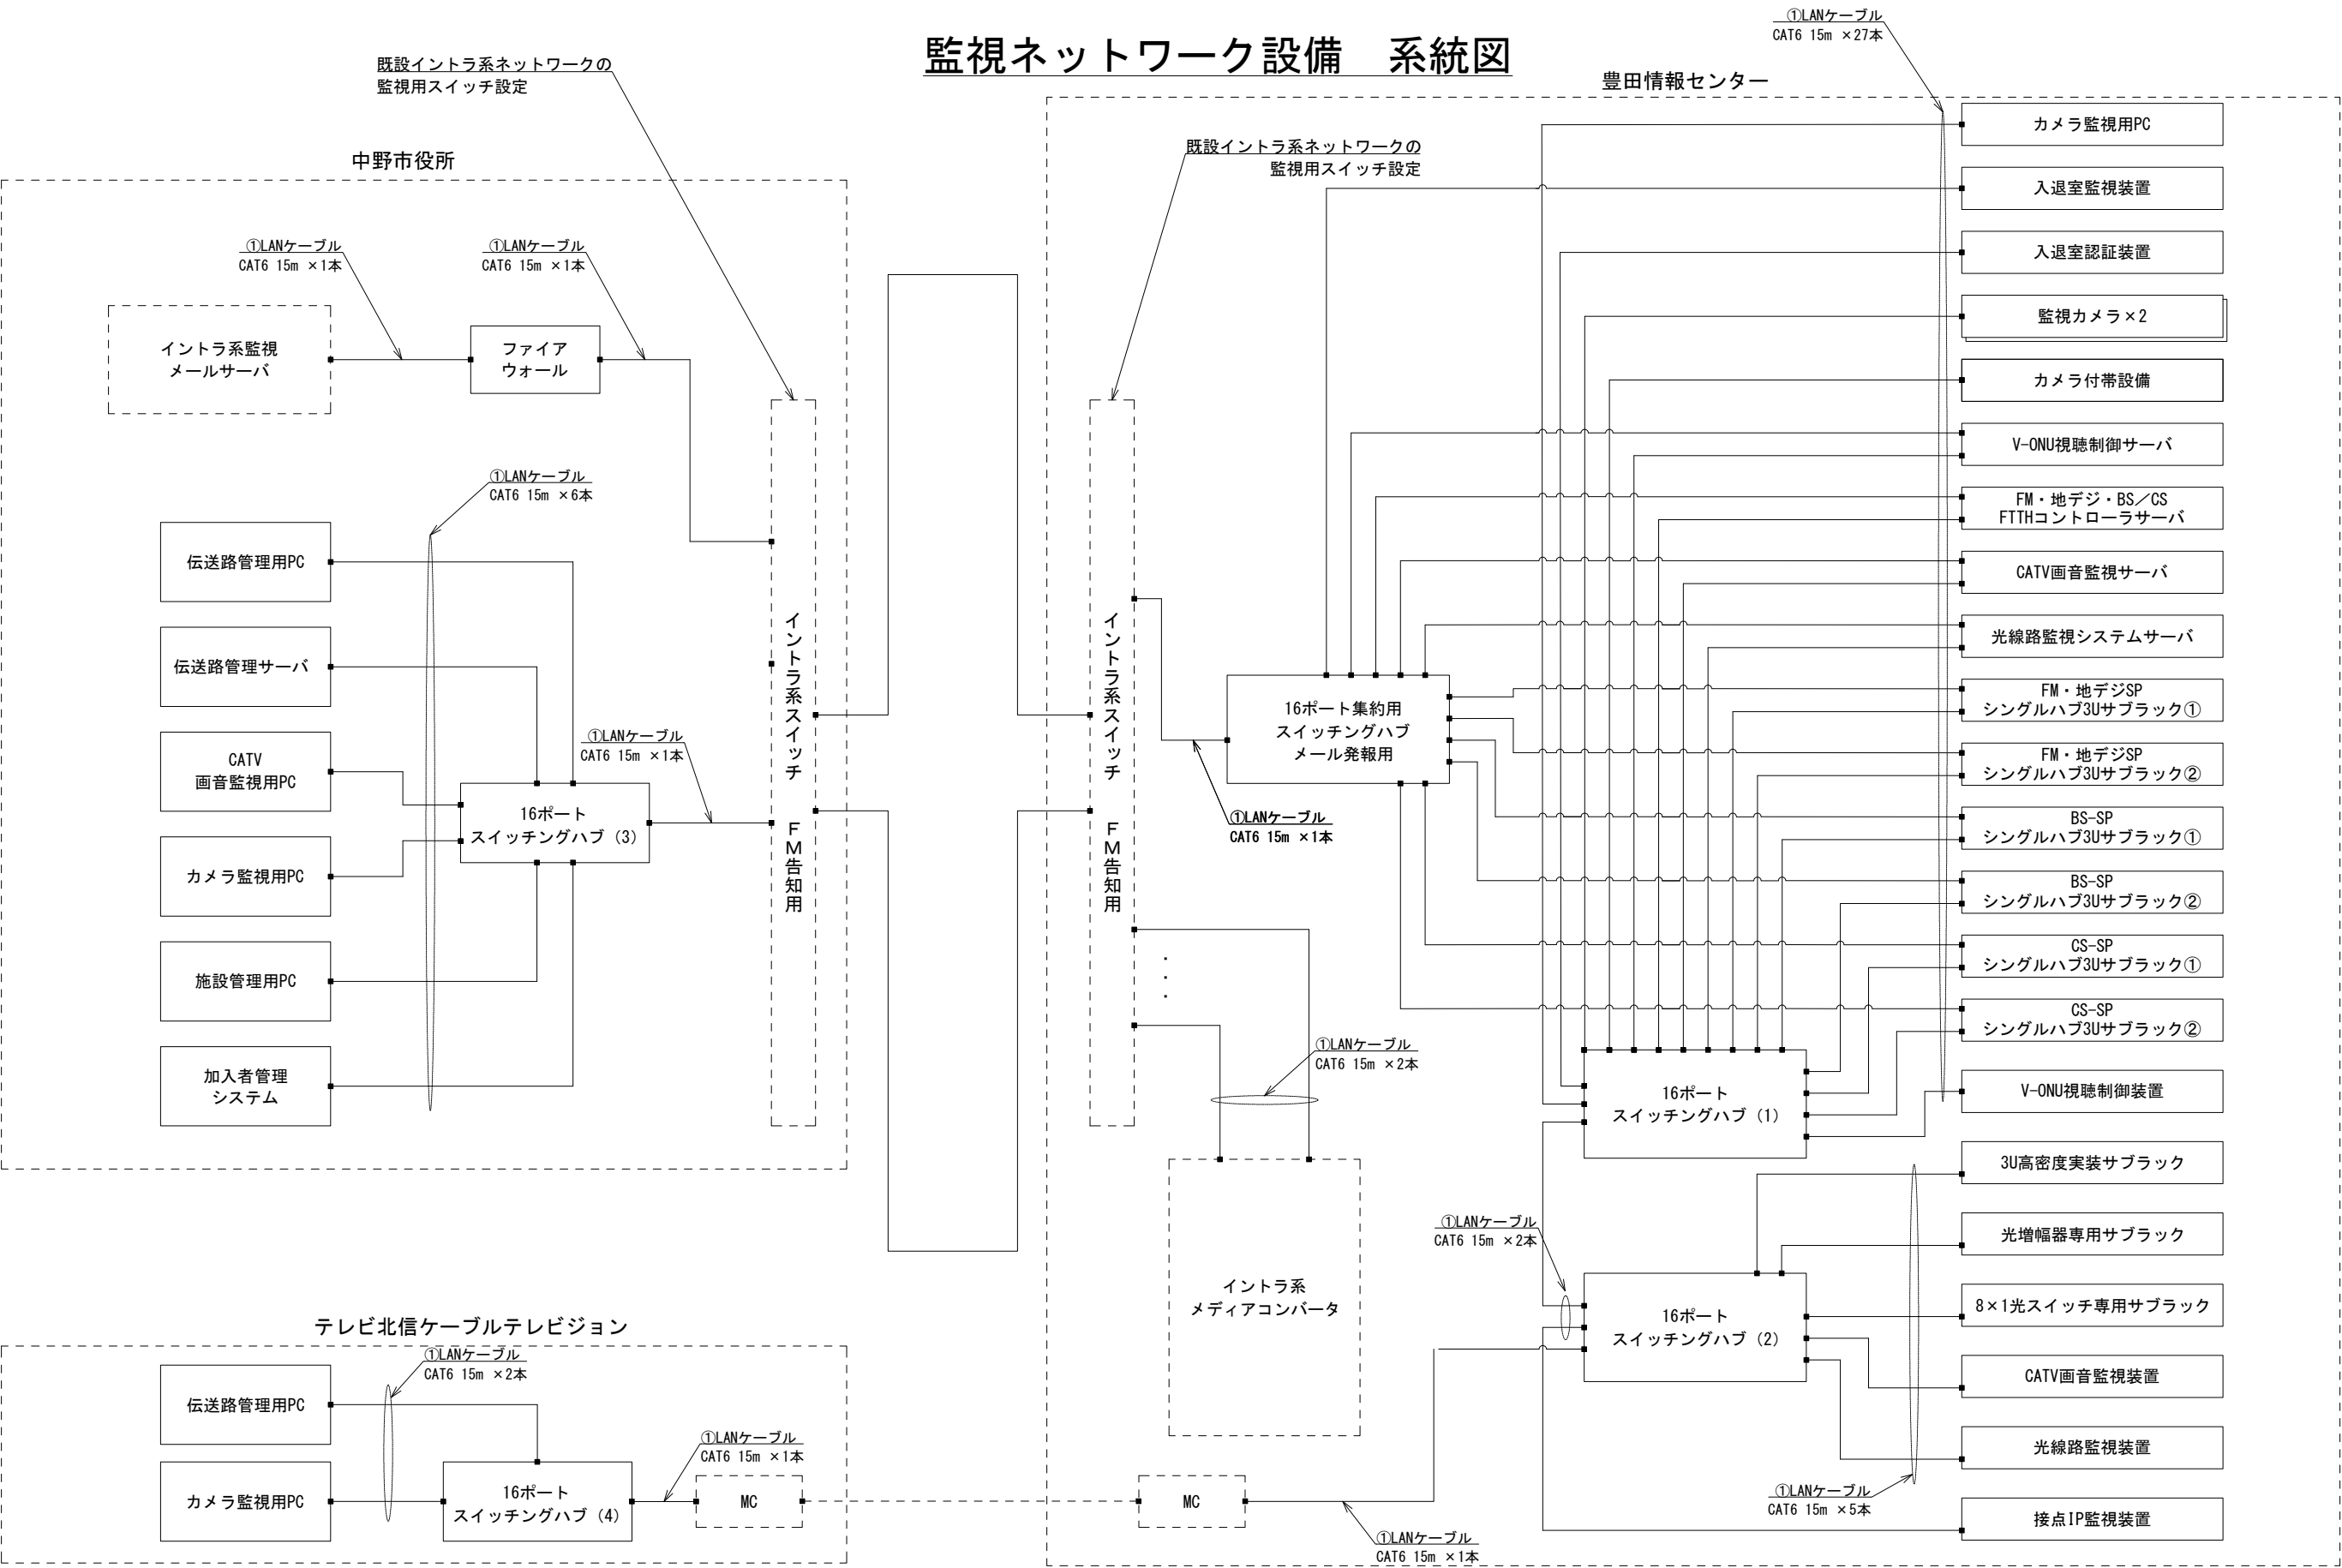 監視ネットワーク設備　系統図
①LANケーブル
CAT6 15m ×27本
豊田情報センター
既設イントラ系ネットワークの
監視用スイッチ設定
中野市役所
①LANケーブル
CAT6 15m ×1本
①LANケーブル
CAT6 15m ×1本
イントラ系監視
メールサーバ
ファイア
ウォール
①LANケーブル
CAT6 15m ×6本
伝送路管理用PC
伝送路管理サーバ
CATV
画音監視用PC
カメラ監視用PC
施設管理用PC
加入者管理
システム
①LANケーブル
CAT6 15m ×1本
16ポート
スイッチングハブ（3）
イントラ系スイッチ　FM告知用
既設イントラ系ネットワークの
監視用スイッチ設定
イントラ系スイッチ　FM告知用
16ポート集約用
スイッチングハブ
メール発報用
①LANケーブル
CAT6 15m ×1本
①LANケーブル
CAT6 15m ×2本
イントラ系
メディアコンバータ
カメラ監視用PC
入退室監視装置
入退室認証装置
監視カメラ×2
カメラ付帯設備
V-ONU視聴制御サーバ
FM・地デジ・BS／CS
FTTHコントローラサーバ
CATV画音監視サーバ
光線路監視システムサーバ
FM・地デジSP
シングルハブ3Uサブラック①
FM・地デジSP
シングルハブ3Uサブラック②
BS-SP
シングルハブ3Uサブラック①
BS-SP
シングルハブ3Uサブラック②
CS-SP
シングルハブ3Uサブラック①
CS-SP
シングルハブ3Uサブラック②
V-ONU視聴制御装置
16ポート
スイッチングハブ（1）
3U高密度実装サブラック
光増幅器専用サブラック
8×1光スイッチ専用サブラック
CATV画音監視装置
光線路監視装置
接点IP監視装置
①LANケーブル
CAT6 15m ×2本
16ポート
スイッチングハブ（2）
①LANケーブル
CAT6 15m ×5本
テレビ北信ケーブルテレビジョン
①LANケーブル
CAT6 15m ×2本
伝送路管理用PC
カメラ監視用PC
16ポート
スイッチングハブ（4）
①LANケーブル
CAT6 15m ×1本
MC
MC
①LANケーブル
CAT6 15m ×1本